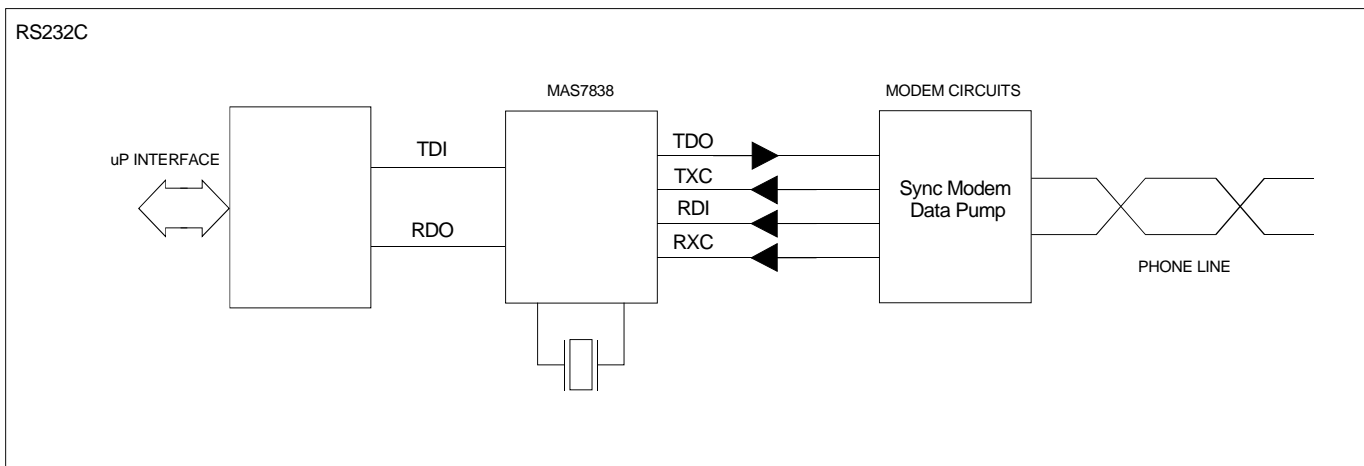 RS232C
MAS7838
MODEM CIRCUITS
uP INTERFACE
TDI
RDO
TDO
TXC
RDI
RXC
Sync Modem
Data Pump
PHONE LINE